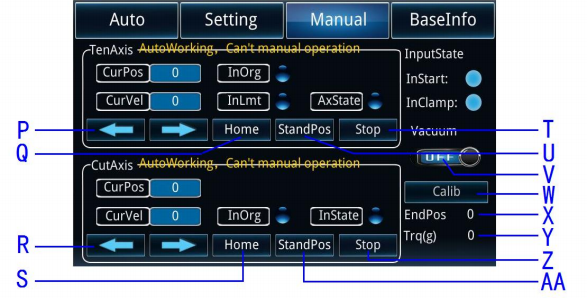 Auto Setting Manual BaseInfo
TenAxis AutoWorking, Can't manual operation InputState
CurPos 0 InOrg InStart:
CurVel 0 InLmt AxState InClamp:
P Home StandPos Stop Vacuum T
Q U
CutAxis AutoWorking, Can't manual operation OFF V
CurPos 0 Calib W
CurVel 0 InOrg InState EndPos 0 X
R Home StandPos Stop Trq(g) 0 Y
Z
S AA